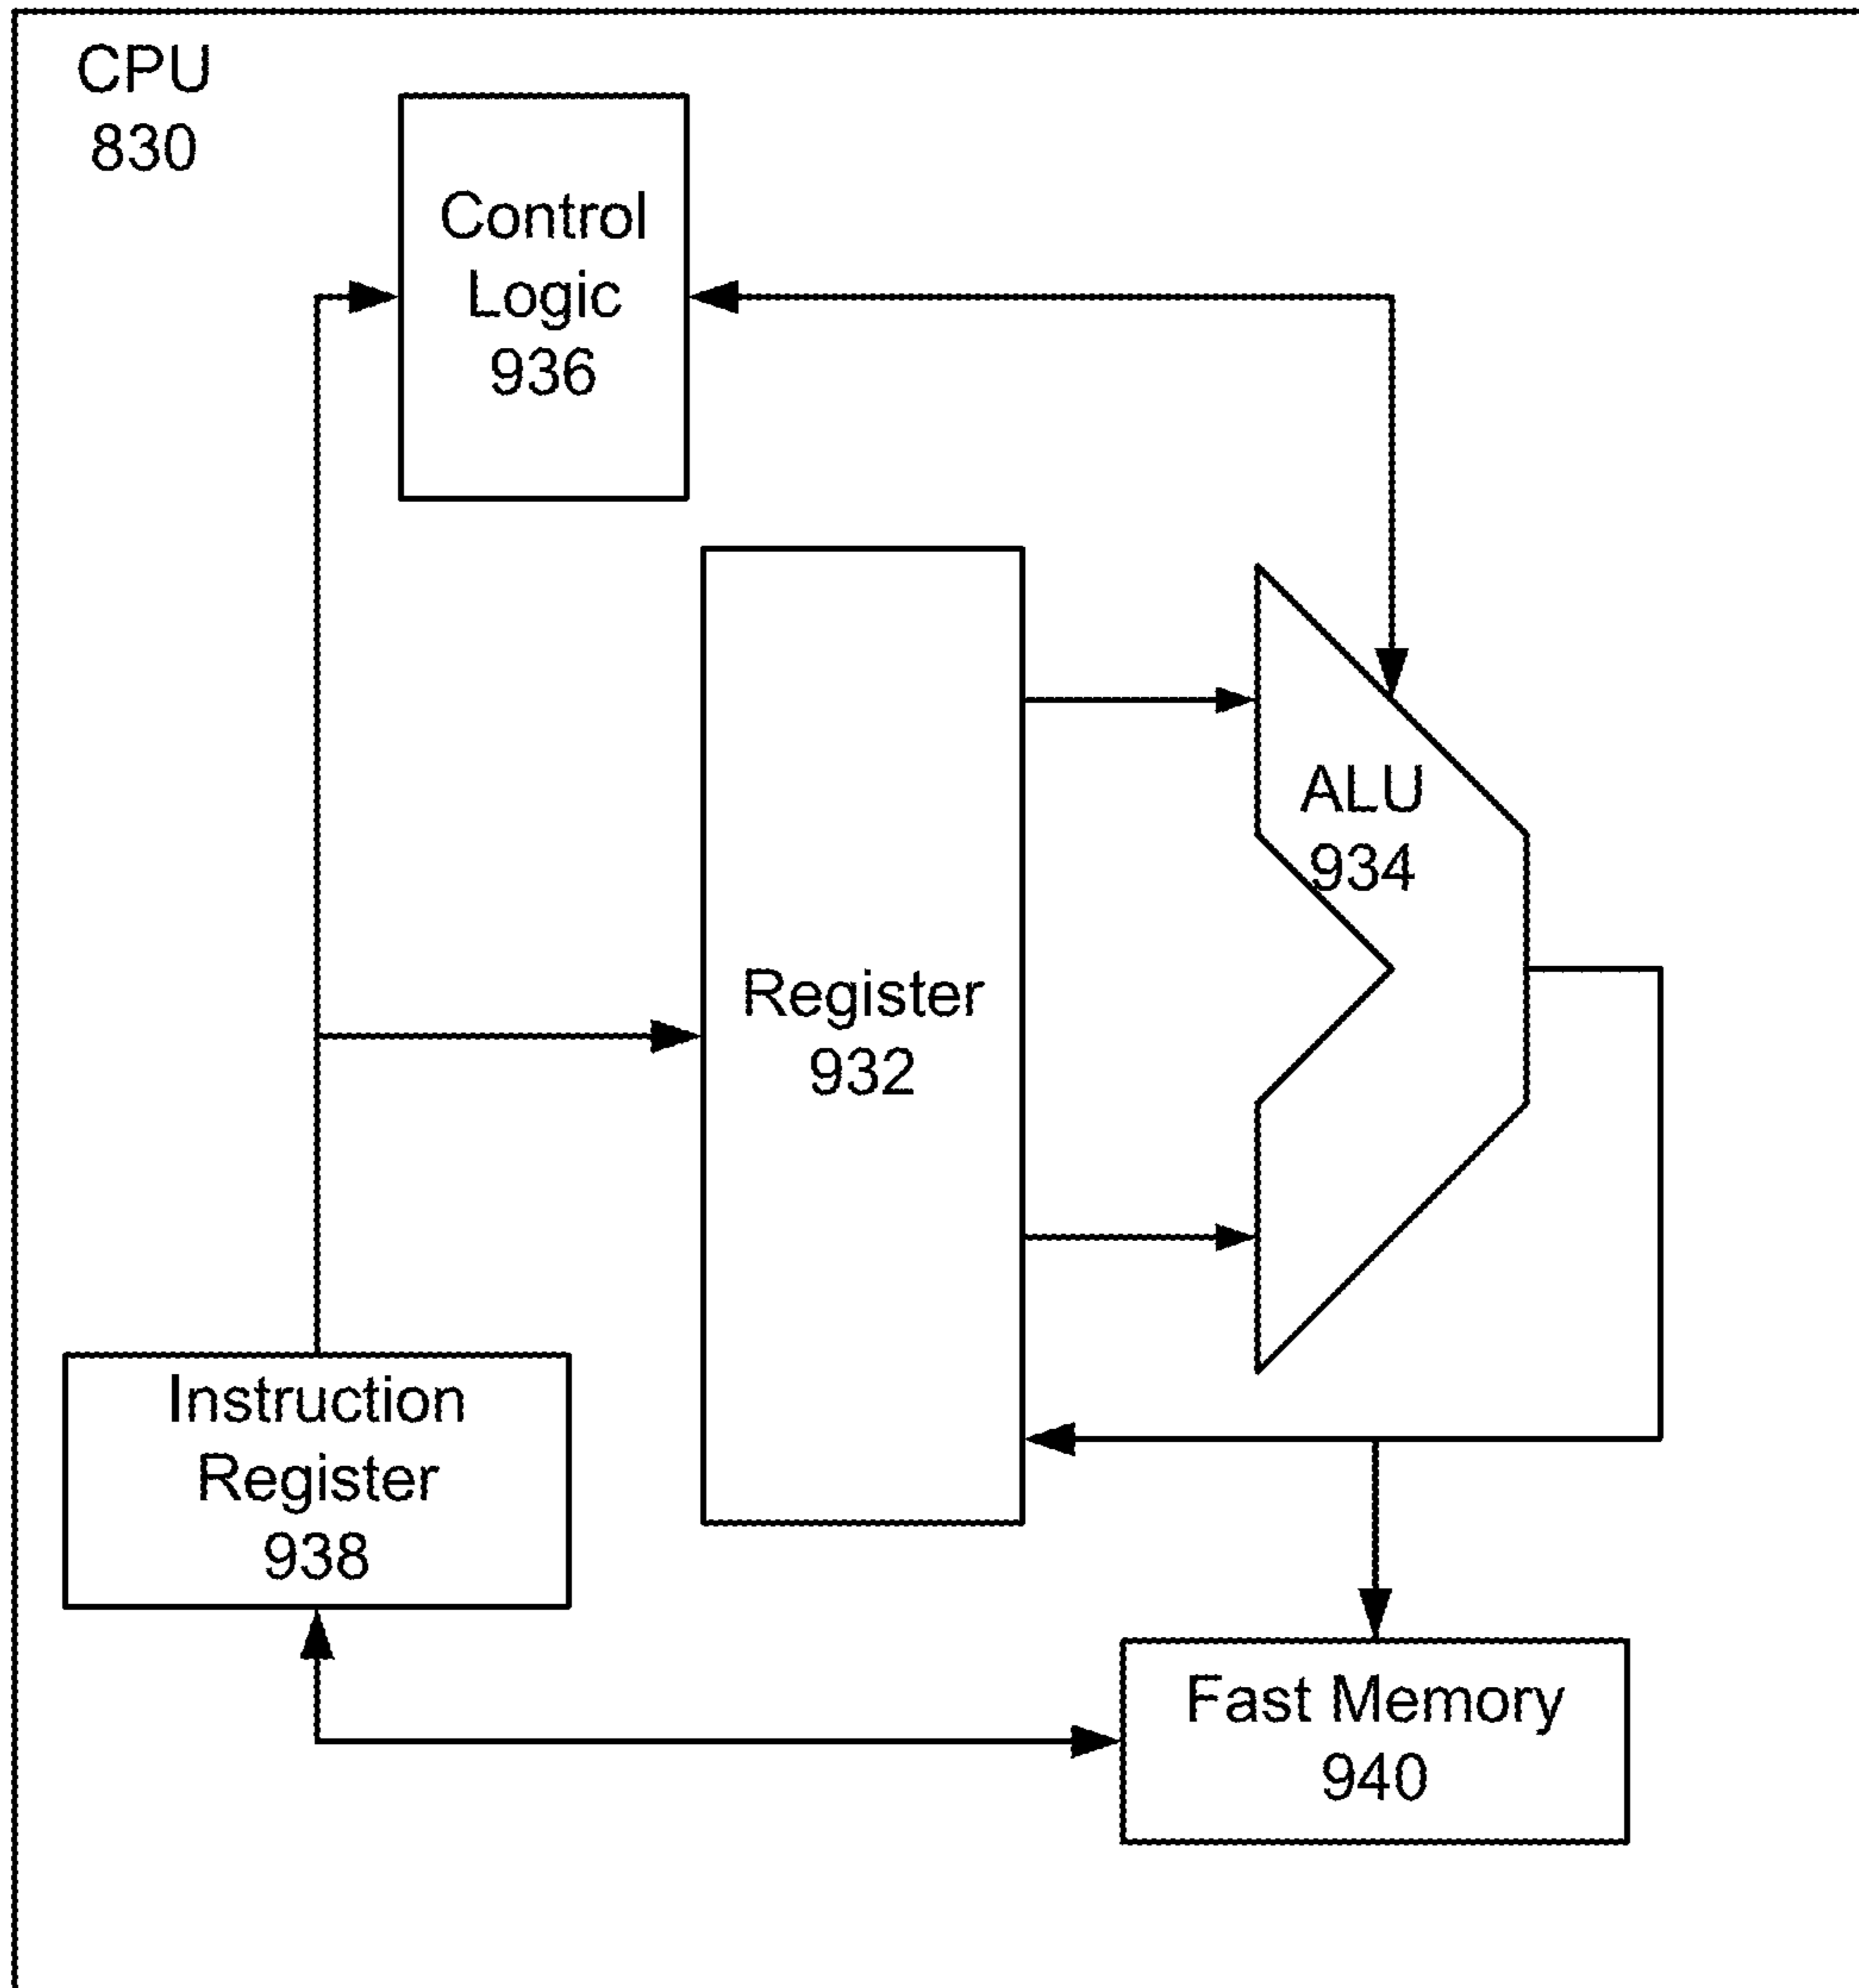 CPU
830
Control
Logic
936
ALU
934
Register
932
Instruction
Register
938
Fast Memory
940